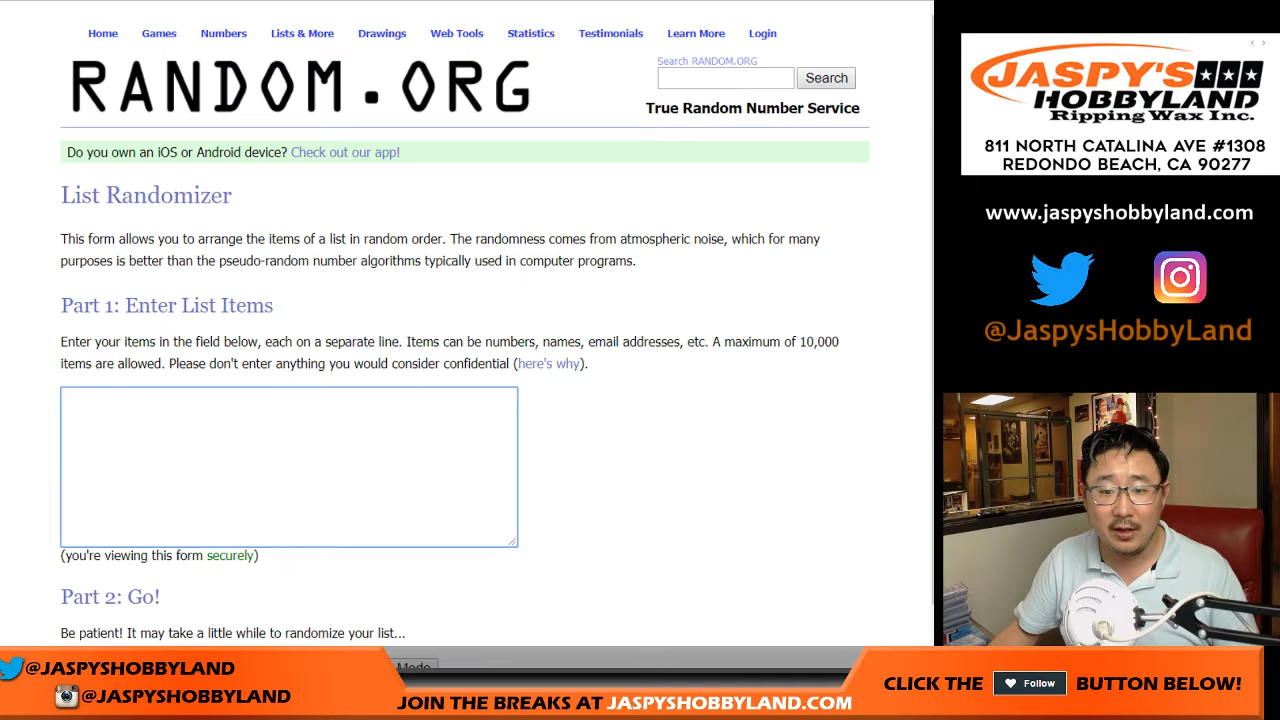 Home Games Numbers Lists & More Drawings Web Tools Statistics Testimonials Learn More Login
RANDOM.ORG
Search RANDOM.ORG
Search
True Random Number Service
Do you own an iOS or Android device? Check out our app!
List Randomizer
This form allows you to arrange the items of a list in random order. The randomness comes from atmospheric noise, which for many
purposes is better than the pseudo-random number algorithms typically used in computer programs.
Part 1: Enter List Items
Enter your items in the field below, each on a separate line. Items can be numbers, names, email addresses, etc. A maximum of 10,000
items are allowed. Please don't enter anything you would consider confidential (here's why).
(you're viewing this form securely)
Part 2: Go!
Be patient! It may take a little while to randomize your list...
Mode
JASPY'S
HOBBYLAND
Ripping Wax Inc.
811 NORTH CATALINA AVE #1308
REDONDO BEACH, CA 90277
www.jaspyshobbyland.com
@JaspysHobbyLand
@JASPYSHOBBYLAND
@JASPYSHOBBYLAND
JOIN THE BREAKS AT JASPYSHOBBYLAND.COM
CLICK THE Follow BUTTON BELOW!